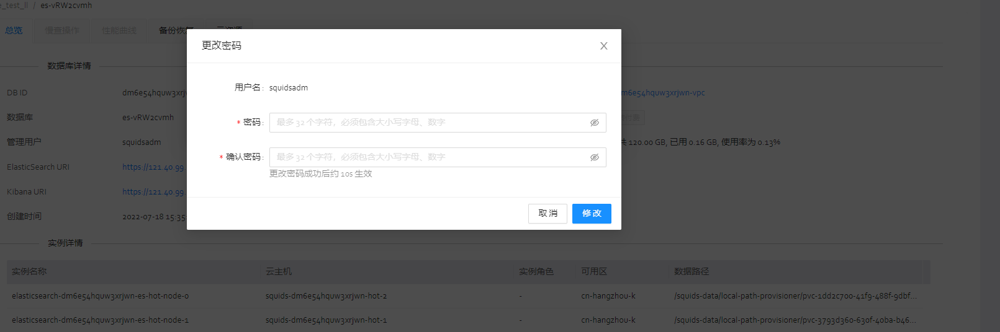 e_test_ll / es-vRW2cvmh
总览 慢查操作 性能曲线 备份恢复 云资源
更改密码
数据库详情
用户名: squidsadm
DB ID dm6e54hquw3xrjw m6e54hquw3xrjwn-vpc
* 密码: 最多 32 个字符，必须包含大小写字母、数字
数据库 es-vRW2cvmh 付费
管理用户 squidsadm 共 120.00 GB, 已用 0.16 GB, 使用率为 0.13%
* 确认密码: 最多 32 个字符，必须包含大小写字母、数字
ElasticSearch URI https://121.40.99.
更改密码成功后约 10s 生效
Kibana URI https://121.40.99.
取消 修改
创建时间 2022-07-18 15:35:
实例详情
实例名称 云主机 实例角色 可用区 数据路径
elasticsearch-dm6e54hquw3xrjwn-es-hot-node-0 squids-dm6e54hquw3xrjwn-hot-2 - cn-hangzhou-k /squids-data/local-path-provisioner/pvc-1dd2c700-41f9-488f-9dbf...
elasticsearch-dm6e54hquw3xrjwn-es-hot-node-1 squids-dm6e54hquw3xrjwn-hot-1 - cn-hangzhou-k /squids-data/local-path-provisioner/pvc-3793d360-630f-40ba-b46...